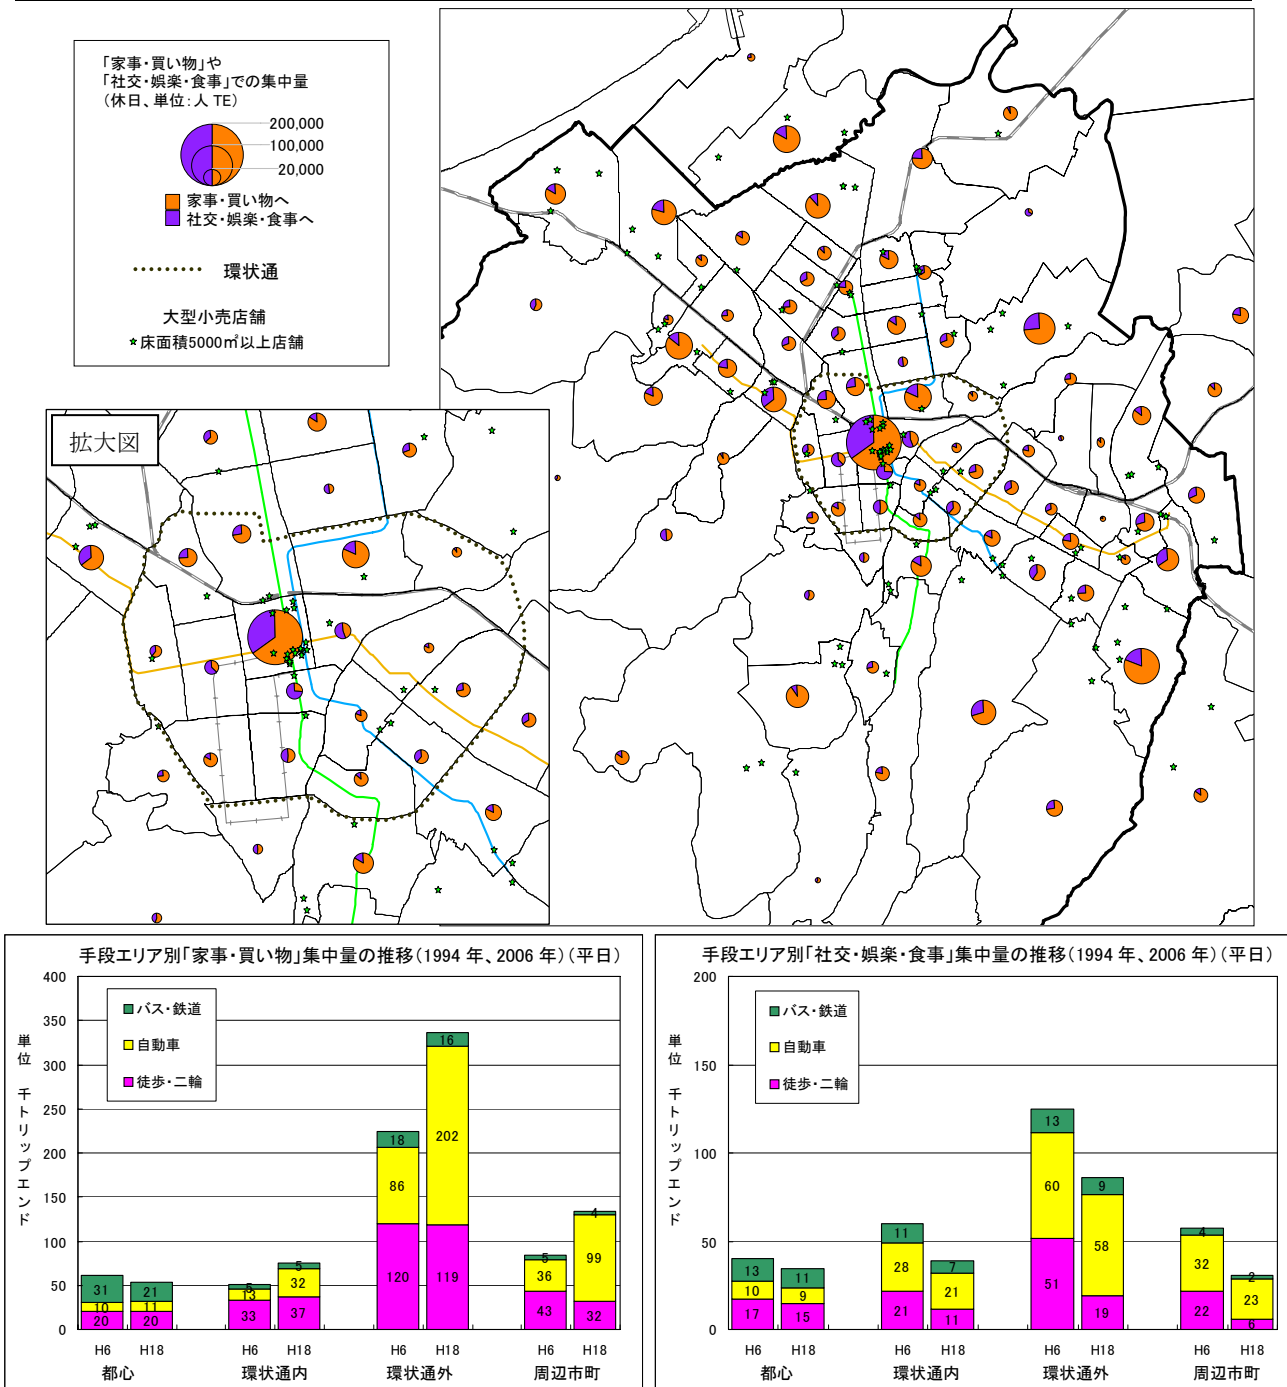 「家事・買い物」や
「社交・娯楽・食事」での集中量
（休日、単位：人 TE）
200,000
100,000
20,000
家事・買い物へ
社交・娯楽・食事へ
環状通
大型小売店舗
床面積5000㎡以上店舗
拡大図
手段エリア別「家事・買い物」集中量の推移（1994 年、2006 年）（平日）
単位 千トリップエンド
400
350
300
250
200
150
100
50
0
バス・鉄道
自動車
徒歩・二輪
31
10
20
21
11
20
5
13
33
5
32
37
18
86
120
16
202
119
5
36
43
4
99
32
H6 H18 H6 H18 H6 H18 H6 H18
都心 環状通内 環状通外 周辺市町
手段エリア別「社交・娯楽・食事」集中量の推移（1994 年、2006 年）（平日）
単位 千トリップエンド
200
150
100
50
0
バス・鉄道
自動車
徒歩・二輪
13
10
17
11
9
15
11
28
21
7
21
11
13
60
51
9
58
19
4
32
22
2
23
6
H6 H18 H6 H18 H6 H18 H6 H18
都心 環状通内 環状通外 周辺市町